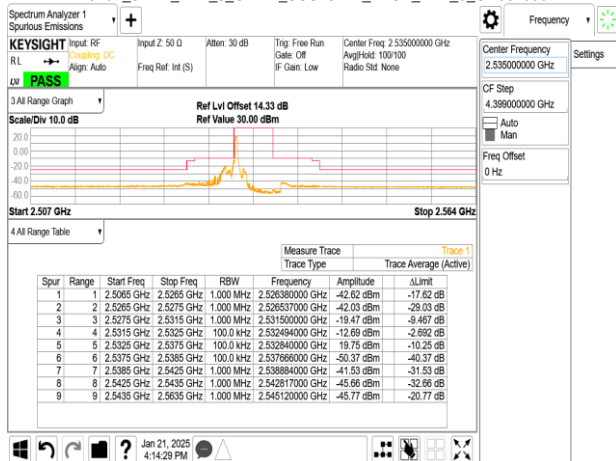 Spectrum Analyzer 1
Spurious Emissions
Frequency
KEYSIGHT Input: RF Input Z: 50 Ω Atten: 30 dB Trig: Free Run Center Freq: 2.535000000 GHz
RL Coupling: DC Gate: Off Avg|Hold: 100/100
Align: Auto Freq Ref: Int (S) IF Gain: Low Radio Std: None
LXI PASS
Center Frequency
2.535000000 GHz
Settings
CF Step
4.399000000 GHz
Auto
Man
Freq Offset
0 Hz
3 All Range Graph
Ref Lvl Offset 14.33 dB
Scale/Div 10.0 dB Ref Value 30.00 dBm
20.0
0.00
-20.0
-40.0
-60.0
Start 2.507 GHz Stop 2.564 GHz
4 All Range Table
Measure Trace Trace 1
Trace Type Trace Average (Active)
Spur Range Start Freq Stop Freq RBW Frequency Amplitude ΔLimit
1 1 2.5065 GHz 2.5265 GHz 1.000 MHz 2.526380000 GHz -42.62 dBm -17.62 dB
2 2 2.5265 GHz 2.5275 GHz 1.000 MHz 2.526537000 GHz -42.03 dBm -29.03 dB
3 3 2.5275 GHz 2.5315 GHz 1.000 MHz 2.531500000 GHz -19.47 dBm -9.467 dB
4 4 2.5315 GHz 2.5325 GHz 100.0 kHz 2.532494000 GHz -12.69 dBm -2.692 dB
5 5 2.5325 GHz 2.5375 GHz 100.0 kHz 2.532840000 GHz 19.75 dBm -10.25 dB
6 6 2.5375 GHz 2.5385 GHz 100.0 kHz 2.537666000 GHz -50.37 dBm -40.37 dB
7 7 2.5385 GHz 2.5425 GHz 1.000 MHz 2.538884000 GHz -41.53 dBm -31.53 dB
8 8 2.5425 GHz 2.5435 GHz 1.000 MHz 2.542817000 GHz -45.66 dBm -32.66 dB
9 9 2.5435 GHz 2.5635 GHz 1.000 MHz 2.545120000 GHz -45.77 dBm -20.77 dB
Jan 21, 2025
4:14:29 PM